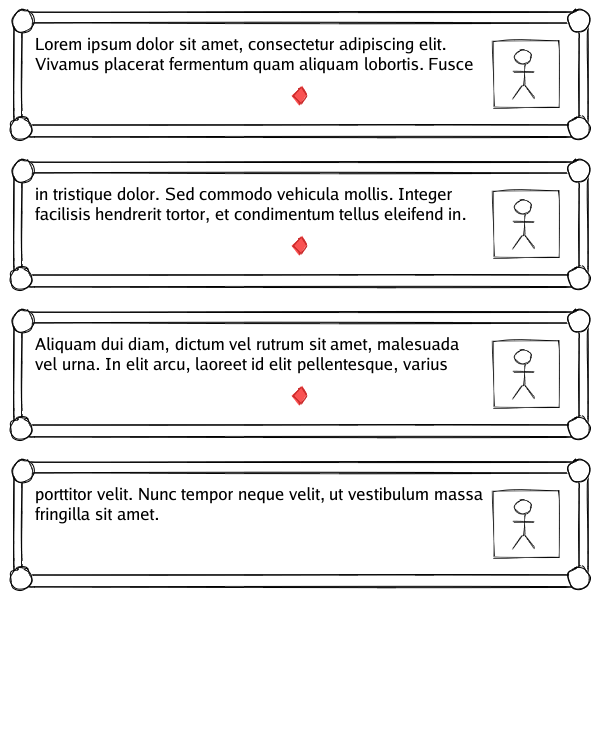 Lorem ipsum dolor sit amet, consectetur adipiscing elit.
Vivamus placerat fermentum quam aliquam lobortis. Fusce
in tristique dolor. Sed commodo vehicula mollis. Integer
facilisis hendrerit tortor, et condimentum tellus eleifend in.
Aliquam dui diam, dictum vel rutrum sit amet, malesuada
vel urna. In elit arcu, laoreet id elit pellentesque, varius
porttitor velit. Nunc tempor neque velit, ut vestibulum massa
fringilla sit amet.